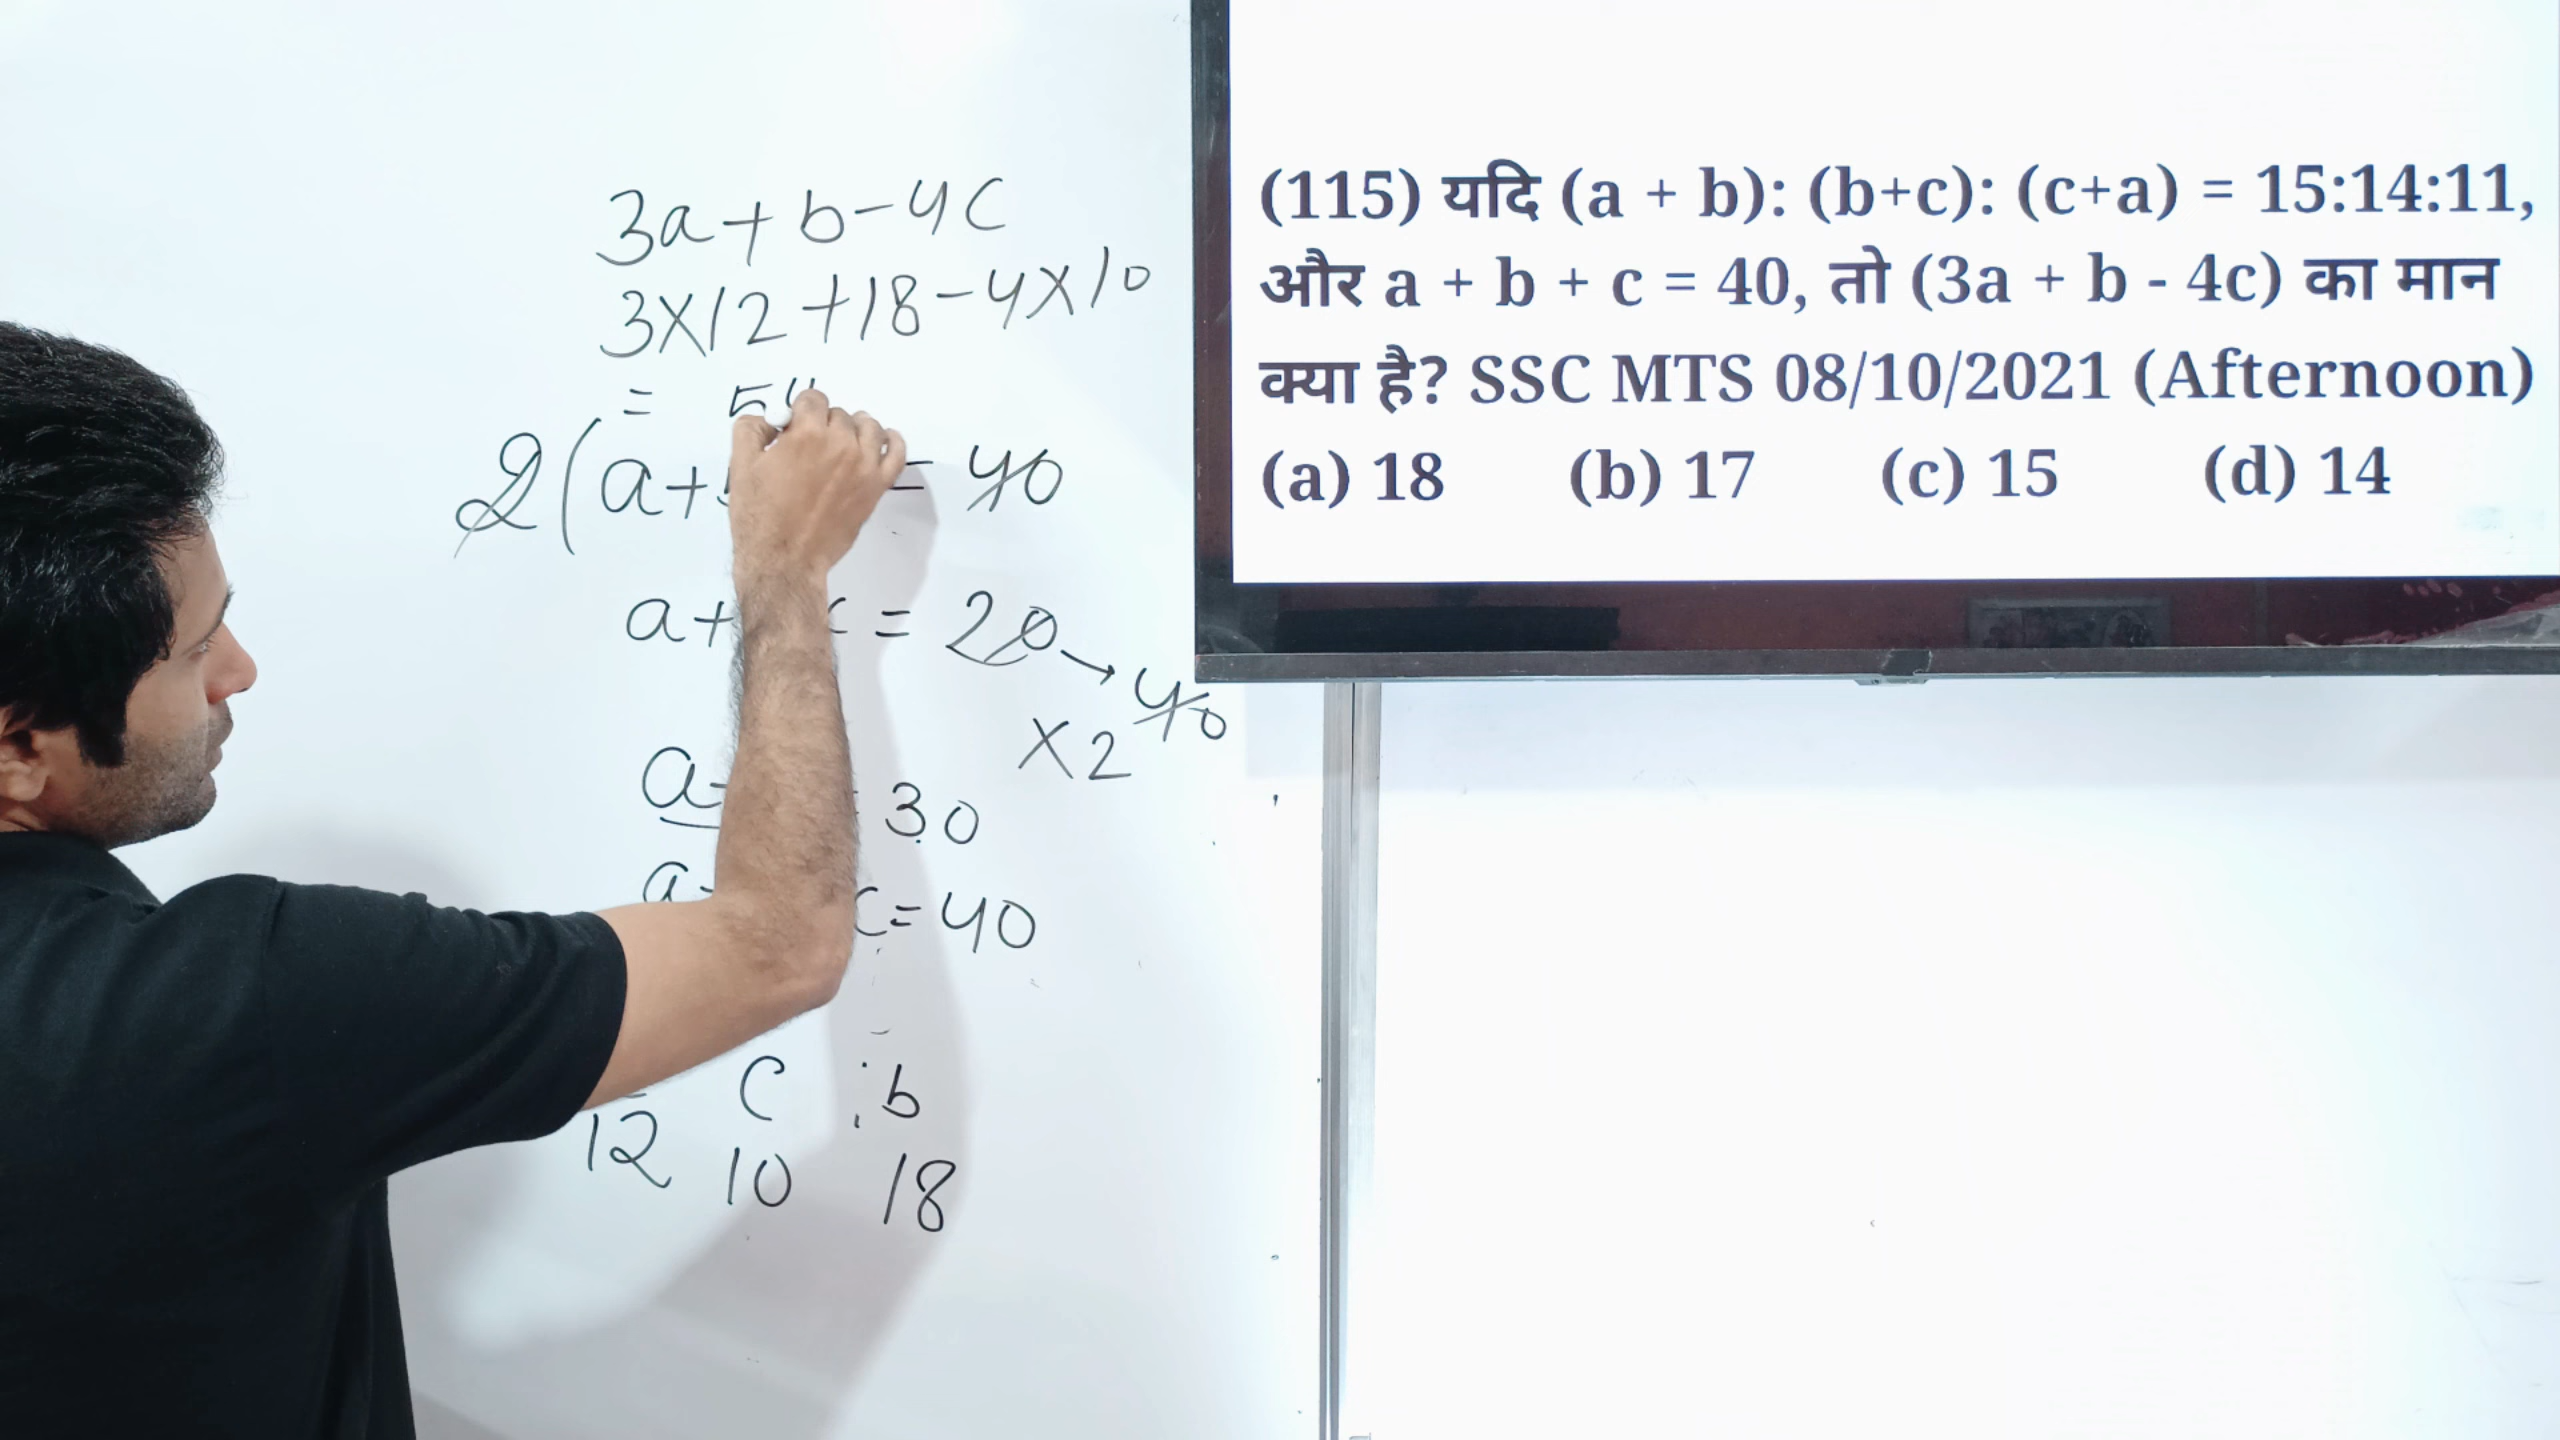 3a+b-4c
3×12+18-4×10
= 54
2(a+ = 40
a+ c = 20 → 40
×2
a 30
a c=40
c : b
12 10 18
(115) यदि (a + b): (b+c): (c+a) = 15:14:11,
और a + b + c = 40, तो (3a + b - 4c) का मान
क्या है? SSC MTS 08/10/2021 (Afternoon)
(a) 18 (b) 17 (c) 15 (d) 14